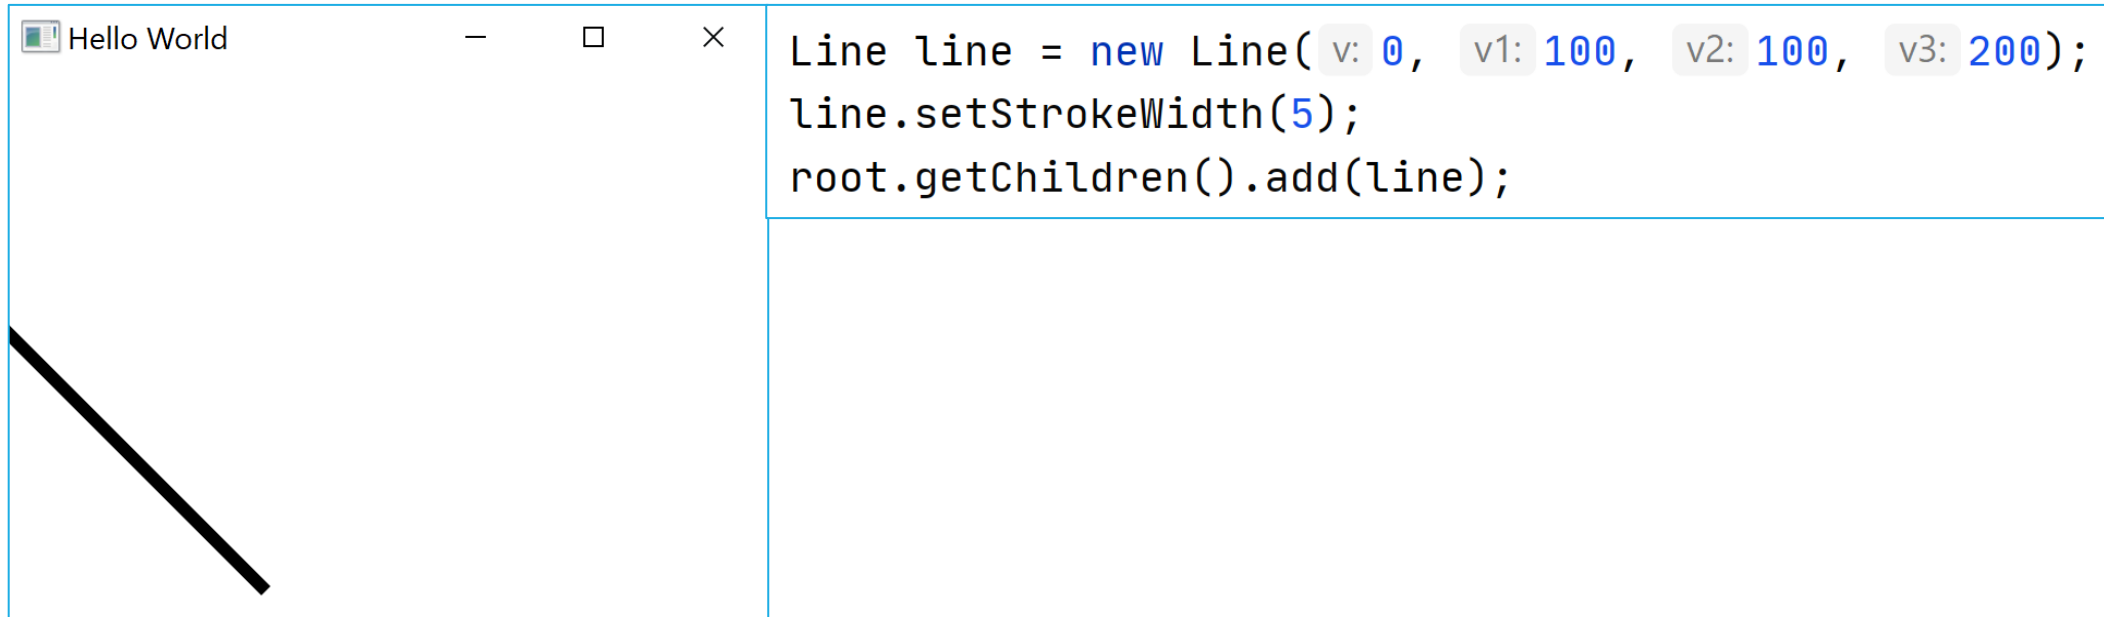 Hello World
Line line = new Line( v: 0, v1: 100, v2: 100, v3: 200);
line.setStrokeWidth(5);
root.getChildren().add(line);